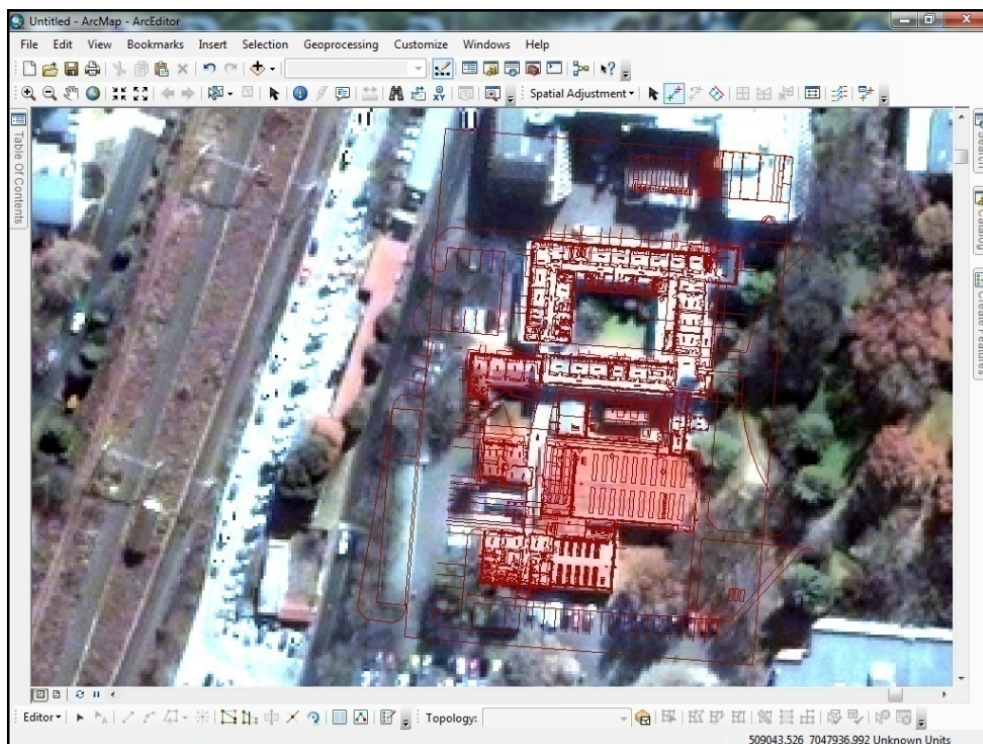 Untitled - ArcMap - ArcEditor
File Edit View Bookmarks Insert Selection Geoprocessing Customize Windows Help
Spatial Adjustment
Table Of Contents
Search
Catalog
Create Features
Editor
Topology:
509043.526 7047936.992 Unknown Units